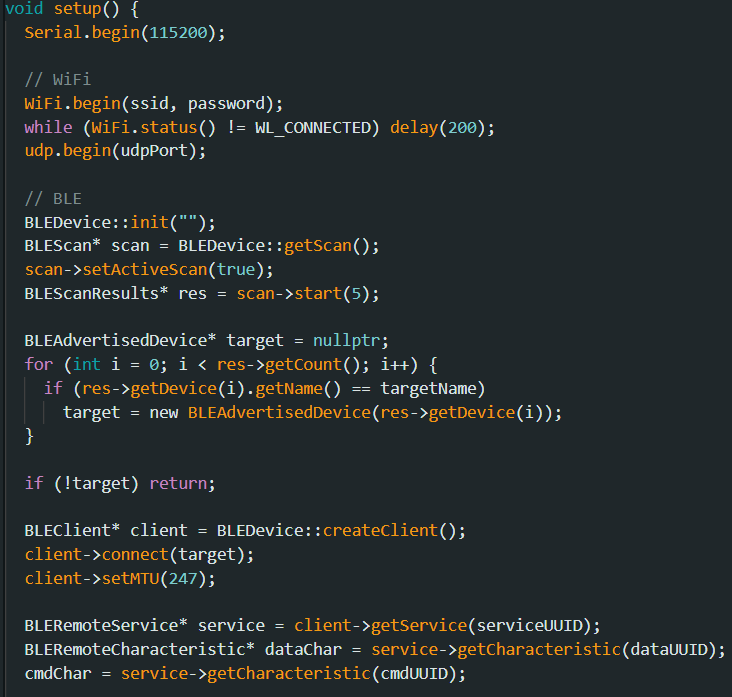 void setup() {
  Serial.begin(115200);

  // WiFi
  WiFi.begin(ssid, password);
  while (WiFi.status() != WL_CONNECTED) delay(200);
  udp.begin(udpPort);

  // BLE
  BLEDevice::init("");
  BLEScan* scan = BLEDevice::getScan();
  scan->setActiveScan(true);
  BLEScanResults* res = scan->start(5);

  BLEAdvertisedDevice* target = nullptr;
  for (int i = 0; i < res->getCount(); i++) {
    if (res->getDevice(i).getName() == targetName)
      target = new BLEAdvertisedDevice(res->getDevice(i));
  }

  if (!target) return;

  BLEClient* client = BLEDevice::createClient();
  client->connect(target);
  client->setMTU(247);

  BLERemoteService* service = client->getService(serviceUUID);
  BLERemoteCharacteristic* dataChar = service->getCharacteristic(dataUUID);
  cmdChar = service->getCharacteristic(cmdUUID);